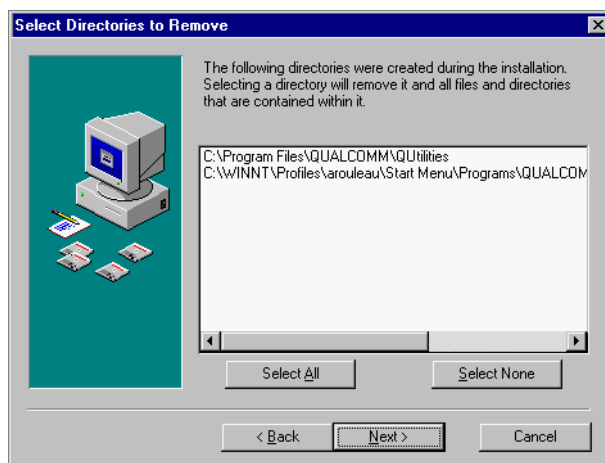 Select Directories to Remove
The following directories were created during the installation.
Selecting a directory will remove it and all files and directories
that are contained within it.
C:\Program Files\QUALCOMM\QUtilities
C:\WINNT\Profiles\arouleau\Start Menu\Programs\QUALCOM
Select All
Select None
< Back
Next >
Cancel